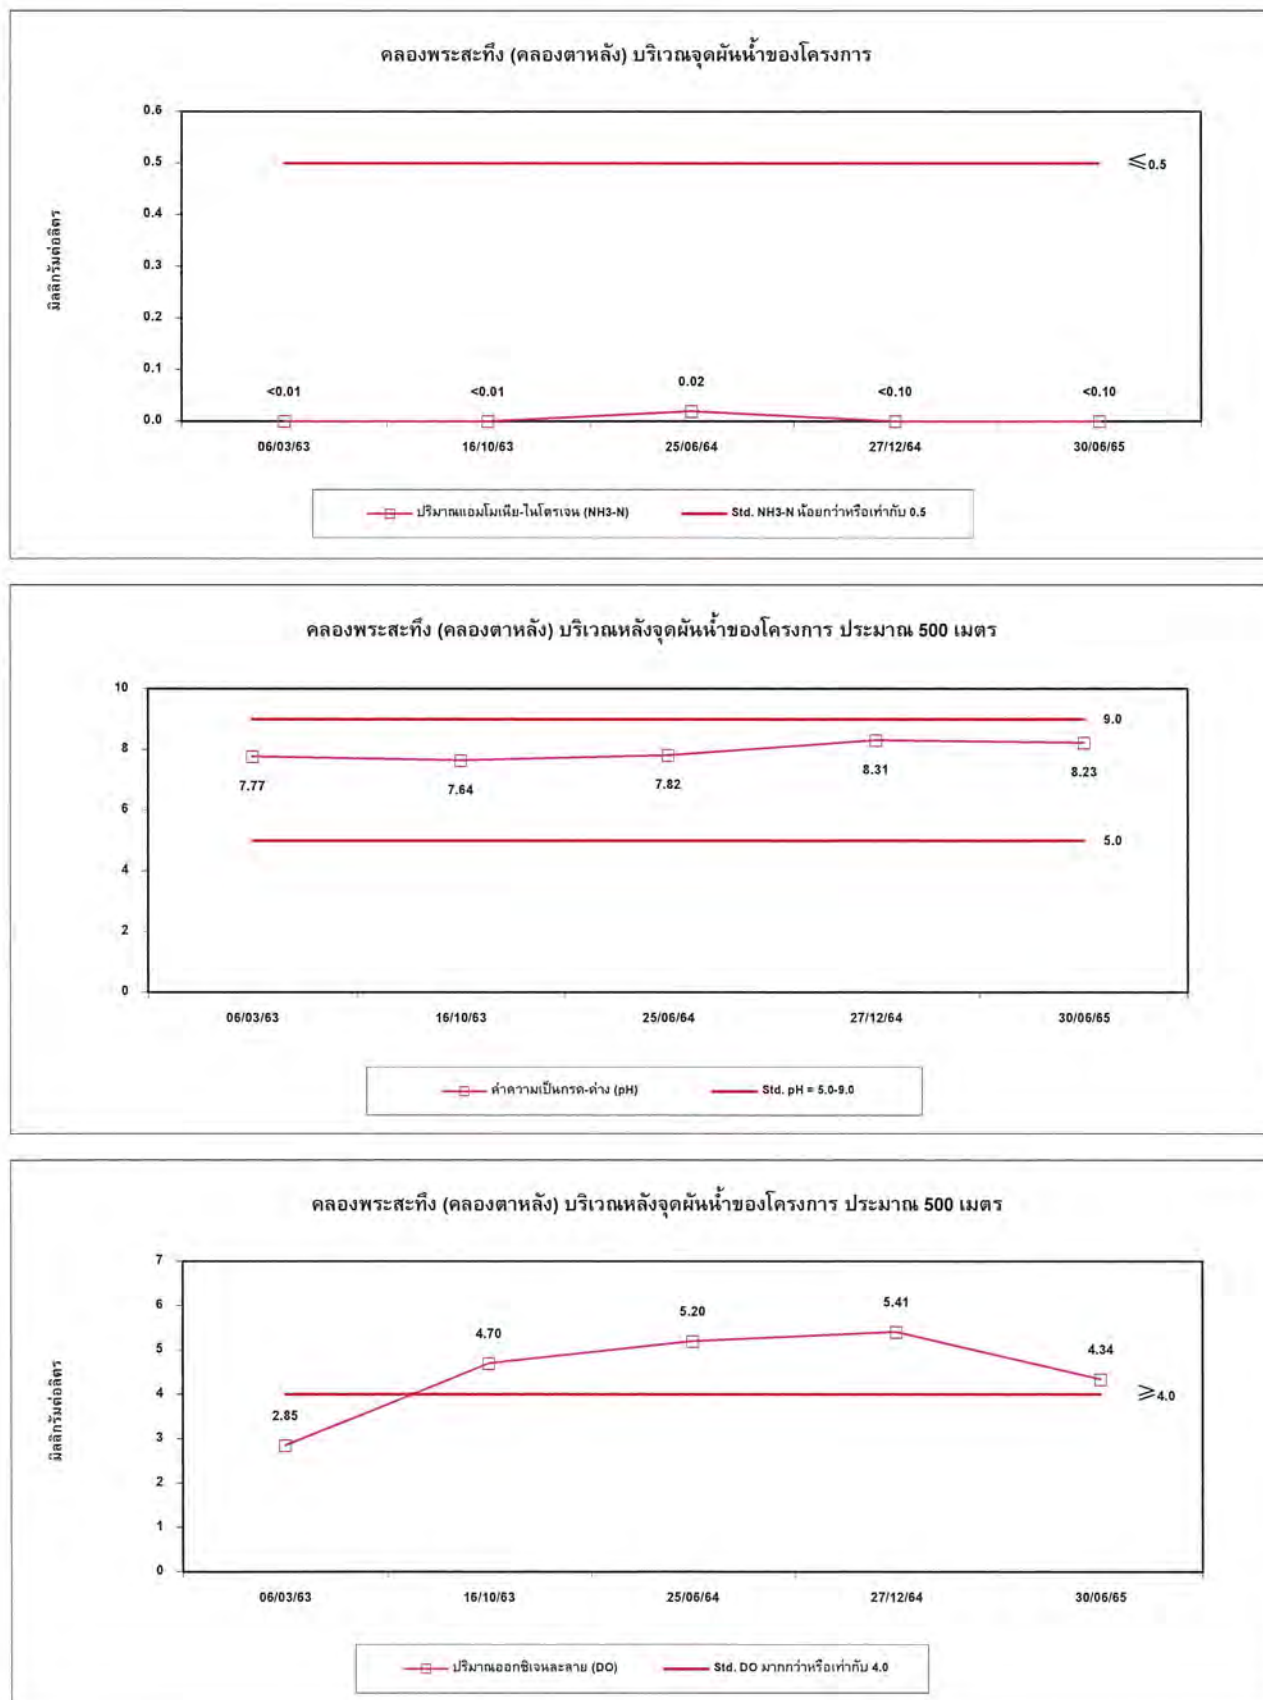 คลองพระสะทึง (คลองตาหลัง) บริเวณจุดผันน้ำของโครงการ
มิลลิกรัมต่อลิตร
0.6
0.5
0.4
0.3
0.2
0.1
0.0
≤0.5
<0.01 <0.01 0.02 <0.10 <0.10
06/03/63 16/10/63 25/06/64 27/12/64 30/06/65
ปริมาณแอมโมเนีย-ไนโตรเจน (NH3-N) Std. NH3-N น้อยกว่าหรือเท่ากับ 0.5
คลองพระสะทึง (คลองตาหลัง) บริเวณหลังจุดผันน้ำของโครงการ ประมาณ 500 เมตร
10
8
6
4
2
0
9.0
7.77 7.64 7.82 8.31 8.23
5.0
06/03/63 16/10/63 25/06/64 27/12/64 30/06/65
ค่าความเป็นกรด-ด่าง (pH) Std. pH = 5.0-9.0
คลองพระสะทึง (คลองตาหลัง) บริเวณหลังจุดผันน้ำของโครงการ ประมาณ 500 เมตร
มิลลิกรัมต่อลิตร
7
6
5
4
3
2
1
0
2.85 4.70 5.20 5.41 4.34
≥4.0
06/03/63 16/10/63 25/06/64 27/12/64 30/06/65
ปริมาณออกซิเจนละลาย (DO) Std. DO มากกว่าหรือเท่ากับ 4.0